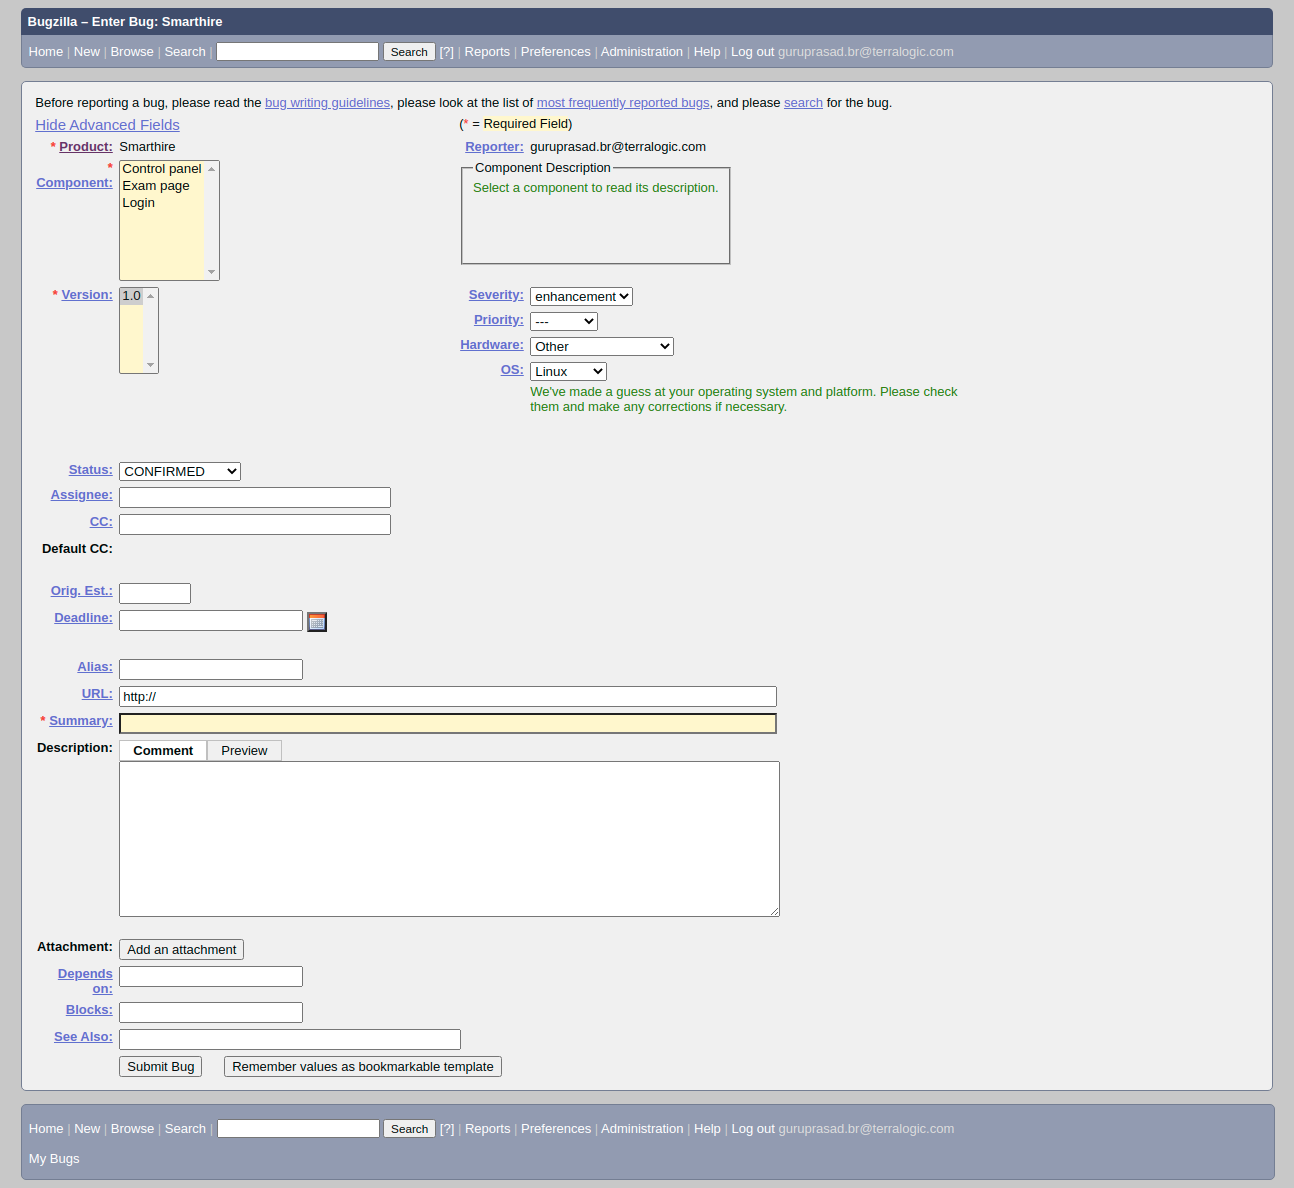 Bugzilla – Enter Bug: Smarthire
Home | New | Browse | Search | Search [?] | Reports | Preferences | Administration | Help | Log out guruprasad.br@terralogic.com
Before reporting a bug, please read the bug writing guidelines, please look at the list of most frequently reported bugs, and please search for the bug.
Hide Advanced Fields (* = Required Field)
* Product: Smarthire Reporter: guruprasad.br@terralogic.com
* Component:
Control panel
Exam page
Login
Component Description
Select a component to read its description.
* Version: 1.0 Severity: enhancement
Priority: ---
Hardware: Other
OS: Linux
We've made a guess at your operating system and platform. Please check
them and make any corrections if necessary.
Status: CONFIRMED
Assignee:
CC:
Default CC:
Orig. Est.:
Deadline:
Alias:
URL: http://
* Summary:
Description: Comment Preview
Attachment: Add an attachment
Depends
on:
Blocks:
See Also:
Submit Bug Remember values as bookmarkable template
Home | New | Browse | Search | Search [?] | Reports | Preferences | Administration | Help | Log out guruprasad.br@terralogic.com
My Bugs